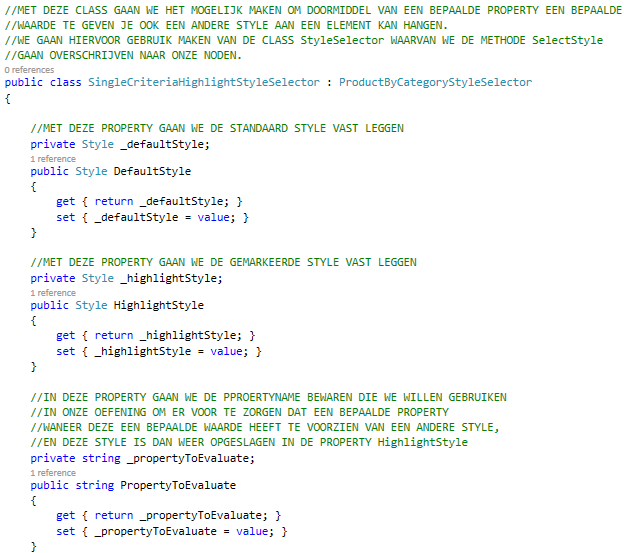 //MET DEZE CLASS GAAN WE HET MOGELIJK MAKEN OM DOORMIDDEL VAN EEN BEPAALDE PROPERTY EEN BEPAALDE
//WAARDE TE GEVEN JE OOK EEN ANDERE STYLE AAN EEN ELEMENT KAN HANGEN.
//WE GAAN HIERVOOR GEBRUIK MAKEN VAN DE CLASS StyleSelector WAARVAN WE DE METHODE SelectStyle
//GAAN OVERSCHRIJVEN NAAR ONZE NODEN.
0 references
public class SingleCriteriaHighlightStyleSelector : ProductByCategoryStyleSelector
{
//MET DEZE PROPERTY GAAN WE DE STANDAARD STYLE VAST LEGGEN
private Style _defaultStyle;
1 reference
public Style DefaultStyle
{
get { return _defaultStyle; }
set { _defaultStyle = value; }
}
//MET DEZE PROPERTY GAAN WE DE GEMARKEERDE STYLE VAST LEGGEN
private Style _highlightStyle;
1 reference
public Style HighlightStyle
{
get { return _highlightStyle; }
set { _highlightStyle = value; }
}
//IN DEZE PROPERTY GAAN WE DE PPROERTYNAME BEWAREN DIE WE WILLEN GEBRUIKEN
//IN ONZE OEFENING OM ER VOOR TE ZORGEN DAT EEN BEPAALDE PROPERTY
//WANEER DEZE EEN BEPAALDE WAARDE HEEFT TE VOORZIEN VAN EEN ANDERE STYLE,
//EN DEZE STYLE IS DAN WEER OPGESLAGEN IN DE PROPERTY HighlightStyle
private string _propertyToEvaluate;
1 reference
public string PropertyToEvaluate
{
get { return _propertyToEvaluate; }
set { _propertyToEvaluate = value; }
}